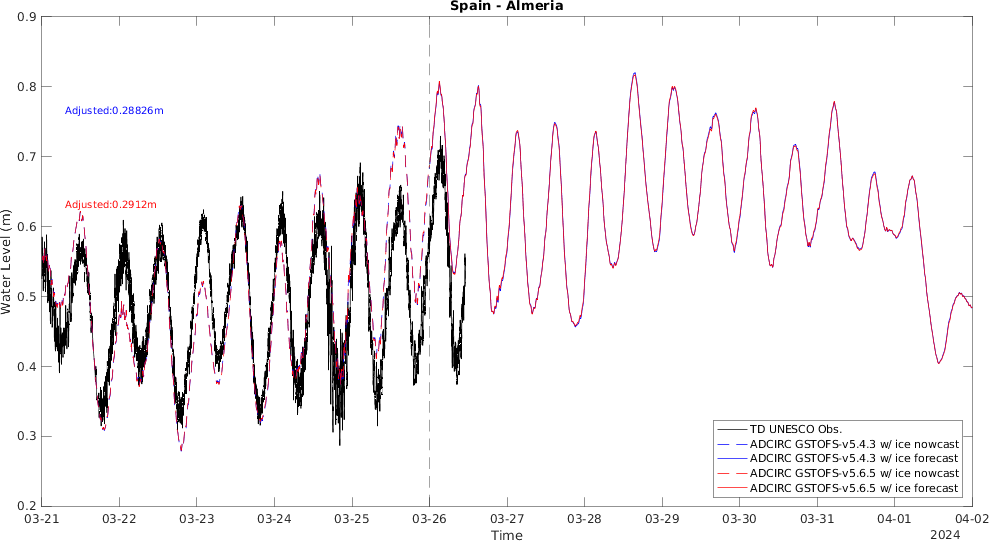 Spain - Almeria
0.9
0.8
0.7
0.6
0.5
0.4
0.3
0.2
Water Level (m)
Adjusted:0.28826m
Adjusted:0.2912m
TD UNESCO Obs.
ADCIRC GSTOFS-v5.4.3 w/ ice nowcast
ADCIRC GSTOFS-v5.4.3 w/ ice forecast
ADCIRC GSTOFS-v5.6.5 w/ ice nowcast
ADCIRC GSTOFS-v5.6.5 w/ ice forecast
03-21 03-22 03-23 03-24 03-25 03-26 03-27 03-28 03-29 03-30 03-31 04-01 04-02
Time
2024